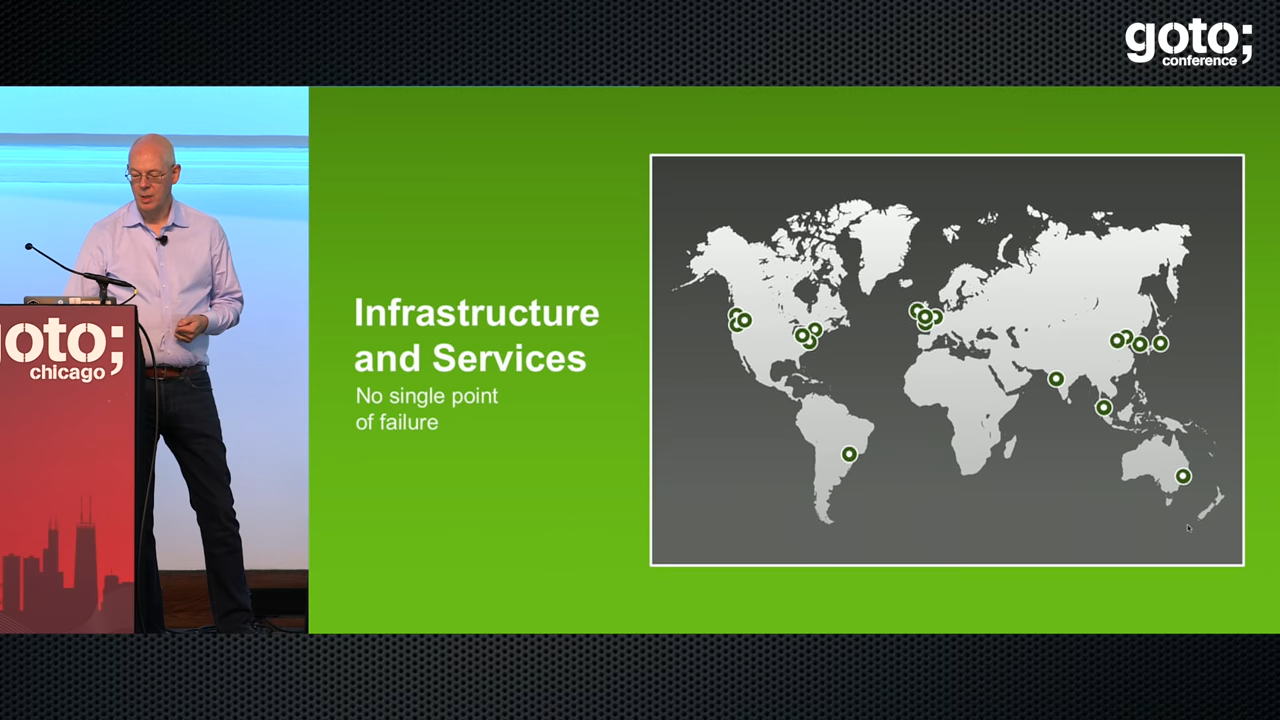 goto;
conference
Infrastructure
and Services
No single point
of failure
goto;
chicago